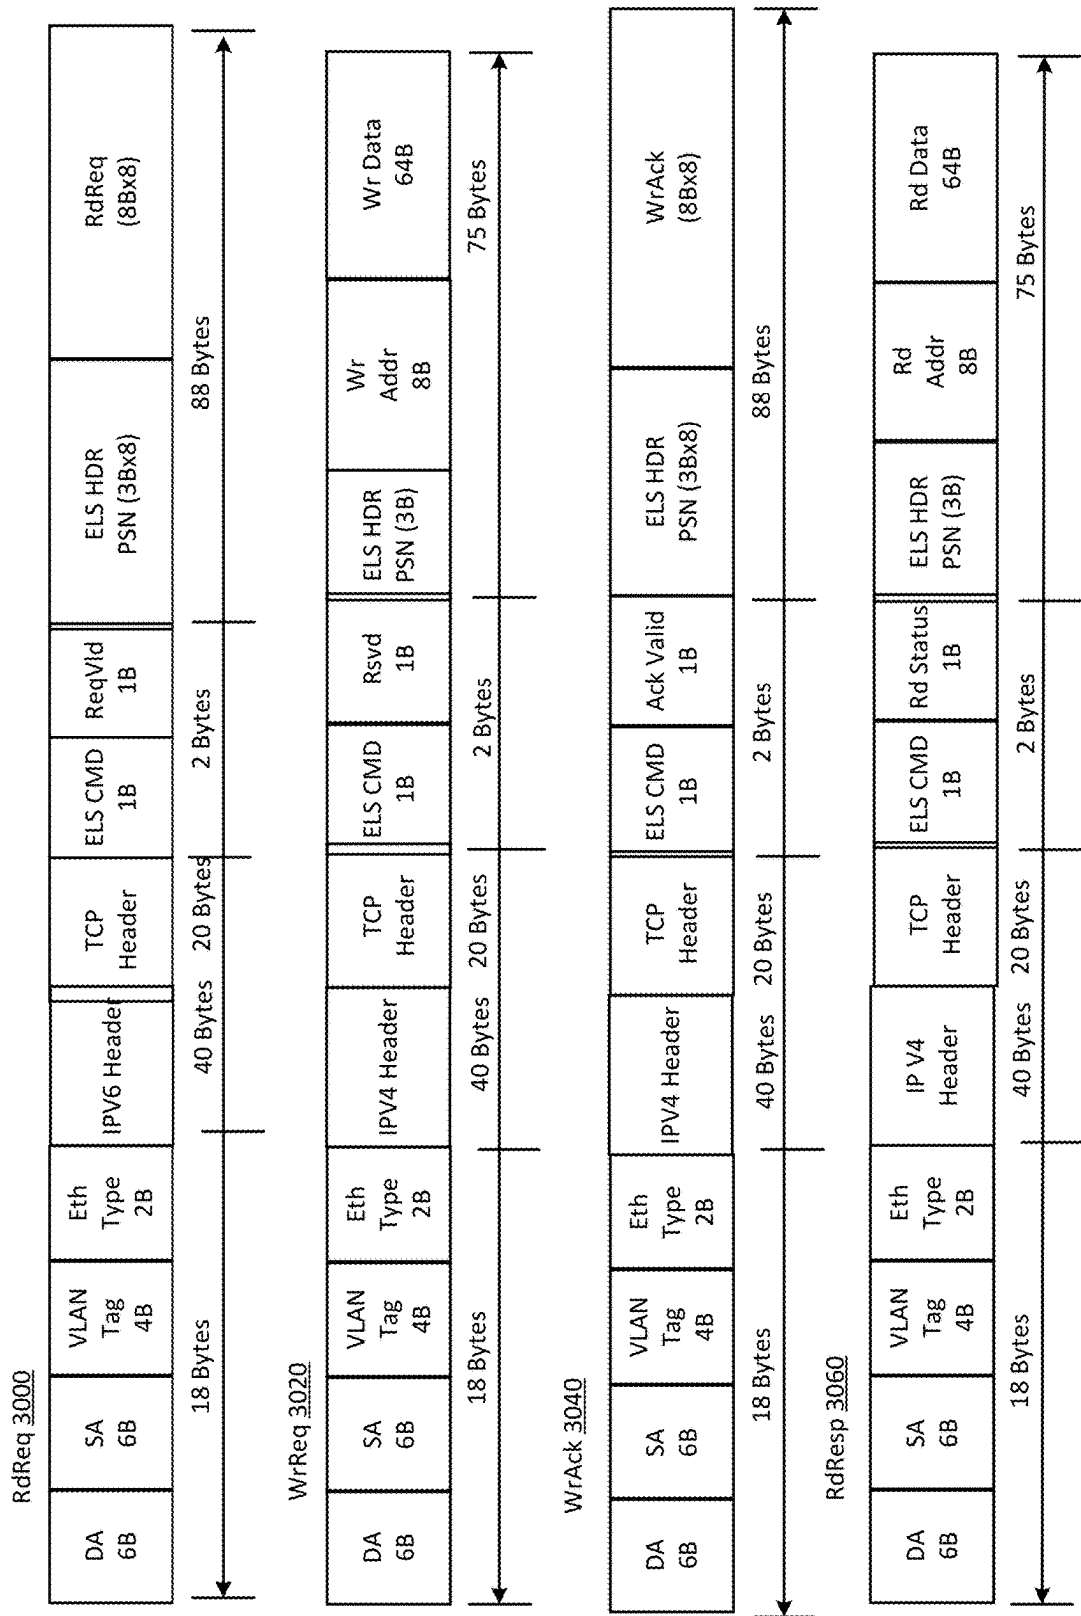 RdReq 3000
DA
6B
SA
6B
VLAN
Tag
4B
Eth
Type
2B
IPV6 Header
TCP
Header
ELS CMD
1B
ReqVld
1B
ELS HDR
PSN (3Bx8)
RdReq
(8Bx8)
18 Bytes
40 Bytes
20 Bytes
2 Bytes
88 Bytes
WrReq 3020
DA
6B
SA
6B
VLAN
Tag
4B
Eth
Type
2B
IPV4 Header
TCP
Header
ELS CMD
1B
Rsvd
1B
ELS HDR
PSN (3B)
Wr
Addr
8B
Wr Data
64B
18 Bytes
40 Bytes
20 Bytes
2 Bytes
75 Bytes
WrAck 3040
DA
6B
SA
6B
VLAN
Tag
4B
Eth
Type
2B
IPV4 Header
TCP
Header
ELS CMD
1B
Ack Valid
1B
ELS HDR
PSN (3Bx8)
WrAck
(8Bx8)
18 Bytes
40 Bytes
20 Bytes
2 Bytes
88 Bytes
RdResp 3060
DA
6B
SA
6B
VLAN
Tag
4B
Eth
Type
2B
IP V4
Header
TCP
Header
ELS CMD
1B
Rd Status
1B
ELS HDR
PSN (3B)
Rd
Addr
8B
Rd Data
64B
18 Bytes
40 Bytes
20 Bytes
2 Bytes
75 Bytes